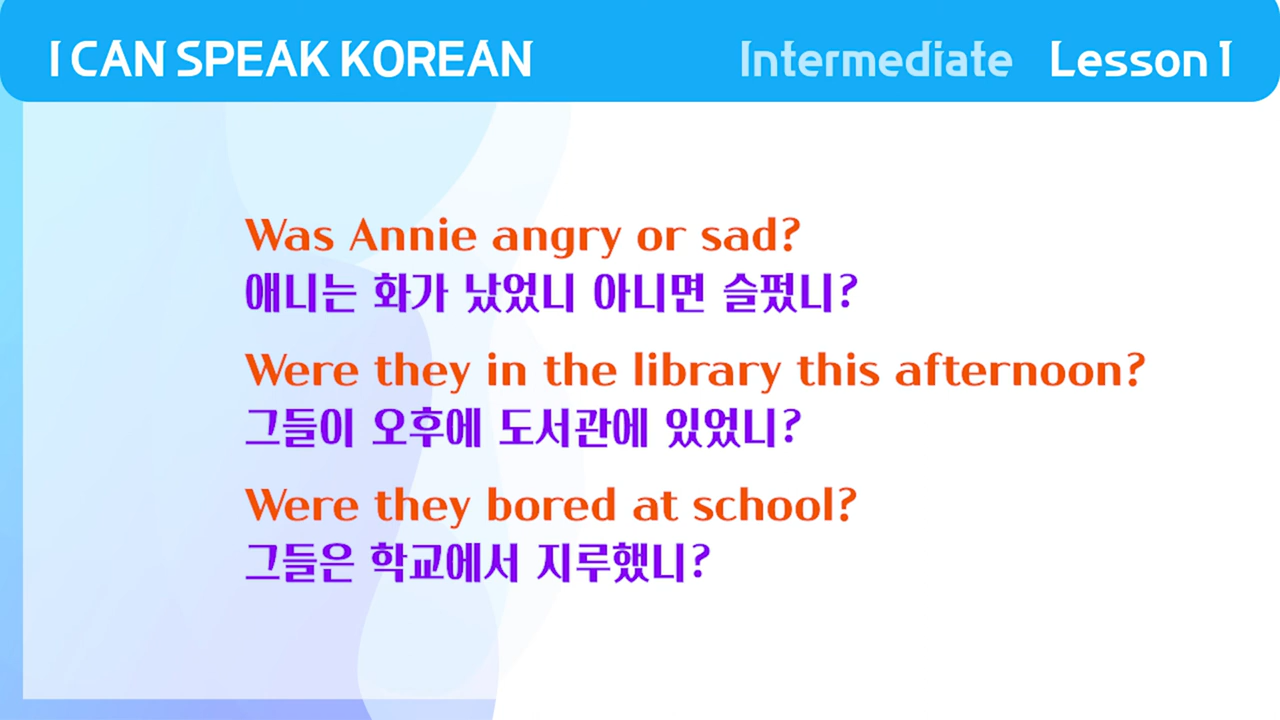 I CAN SPEAK KOREAN
Intermediate Lesson 1
Was Annie angry or sad?
애니는 화가 났었니 아니면 슬펐니?
Were they in the library this afternoon?
그들이 오후에 도서관에 있었니?
Were they bored at school?
그들은 학교에서 지루했니?